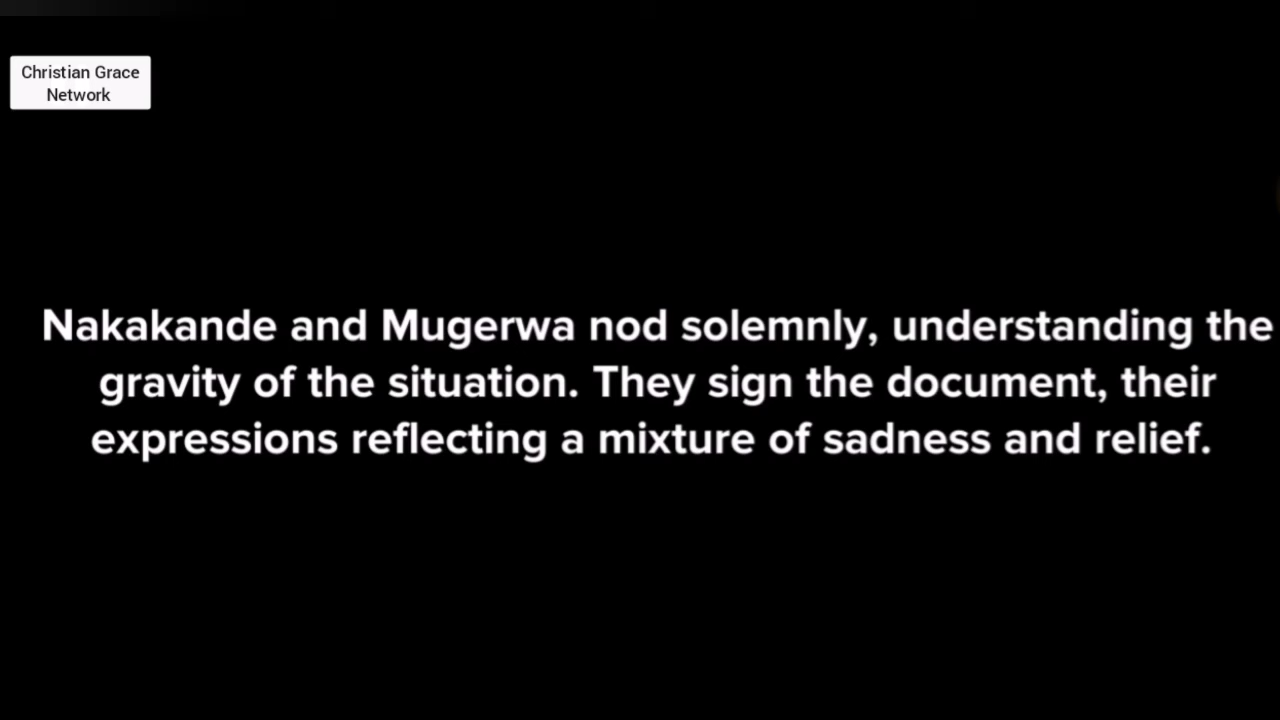 Christian Grace
Network
Nakakande and Mugerwa nod solemnly, understanding the
gravity of the situation. They sign the document, their
expressions reflecting a mixture of sadness and relief.